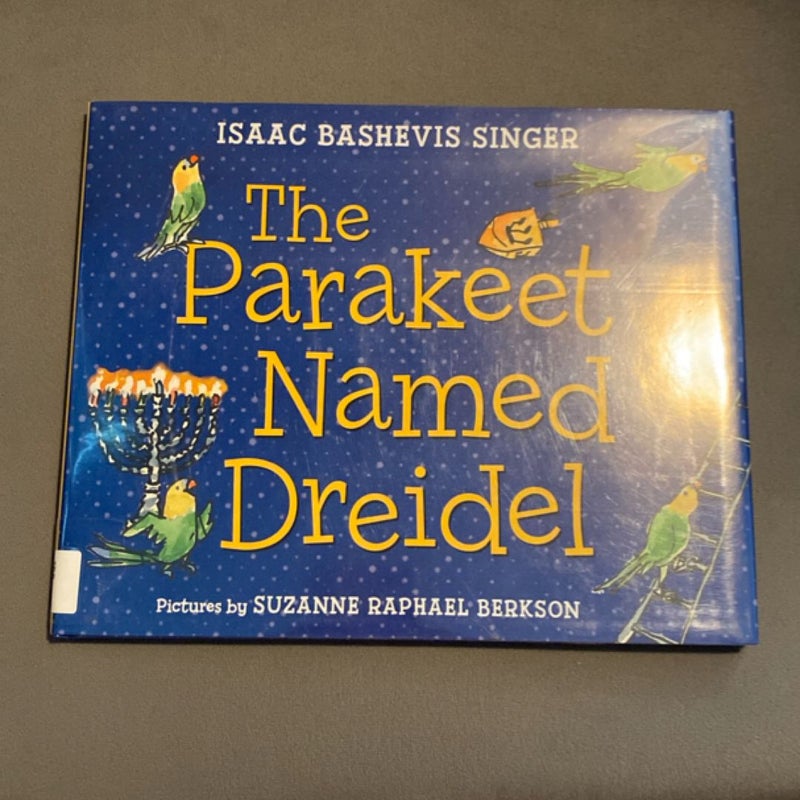 ISAAC BASHEVIS SINGER
The
Parakeet
Named
Dreidel
Pictures by SUZANNE RAPHAEL BERKSON